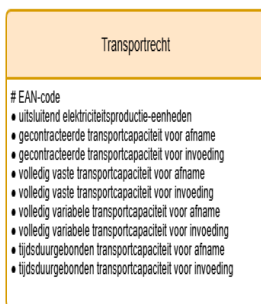 Transportrecht
# EAN-code
● uitsluitend elektriciteitsproductie-eenheden
● gecontracteerde transportcapaciteit voor afname
● gecontracteerde transportcapaciteit voor invoeding
● volledig vaste transportcapaciteit voor afname
● volledig vaste transportcapaciteit voor invoeding
● volledig variabele transportcapaciteit voor afname
● volledig variabele transportcapaciteit voor invoeding
● tijdsduurgebonden transportcapaciteit voor afname
● tijdsduurgebonden transportcapaciteit voor invoeding